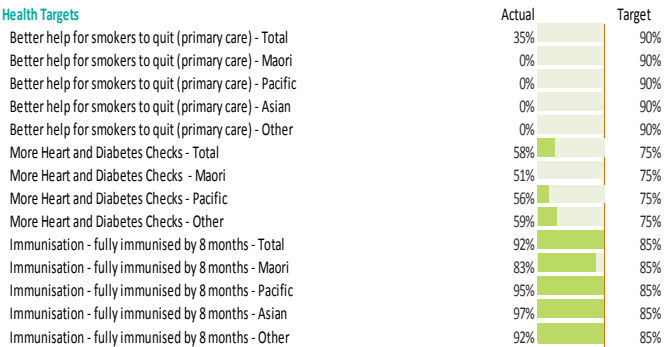 Health Targets Actual Target
Better help for smokers to quit (primary care) - Total 35% 90%
Better help for smokers to quit (primary care) - Maori 0% 90%
Better help for smokers to quit (primary care) - Pacific 0% 90%
Better help for smokers to quit (primary care) - Asian 0% 90%
Better help for smokers to quit (primary care) - Other 0% 90%
More Heart and Diabetes Checks - Total 58% 75%
More Heart and Diabetes Checks - Maori 51% 75%
More Heart and Diabetes Checks - Pacific 56% 75%
More Heart and Diabetes Checks - Other 59% 75%
Immunisation - fully immunised by 8 months - Total 92% 85%
Immunisation - fully immunised by 8 months - Maori 83% 85%
Immunisation - fully immunised by 8 months - Pacific 95% 85%
Immunisation - fully immunised by 8 months - Asian 97% 85%
Immunisation - fully immunised by 8 months - Other 92% 85%